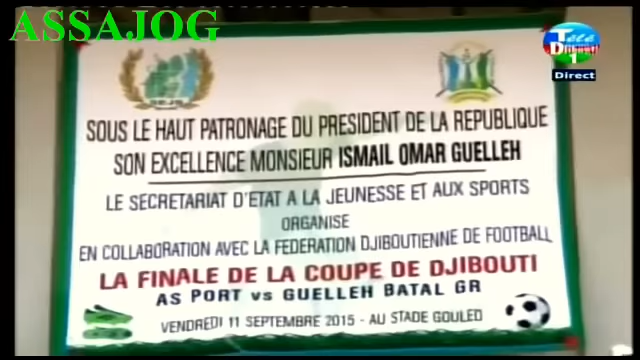 ASSAJOG
Télé
Djibouti
1
Direct
SOUS LE HAUT PATRONAGE DU PRESIDENT DE LA REPUBLIQUE
SON EXCELLENCE MONSIEUR ISMAIL OMAR GUELLEH
LE SECRETARIAT D'ETAT A LA JEUNESSE ET AUX SPORTS
ORGANISE
EN COLLABORATION AVEC LA FEDERATION DJIBOUTIENNE DE FOOTBALL
LA FINALE DE LA COUPE DE DJIBOUTI
AS PORT VS GUELLEH BATAL GR
VENDREDI 11 SEPTEMBRE 2015 - AU STADE GOULED